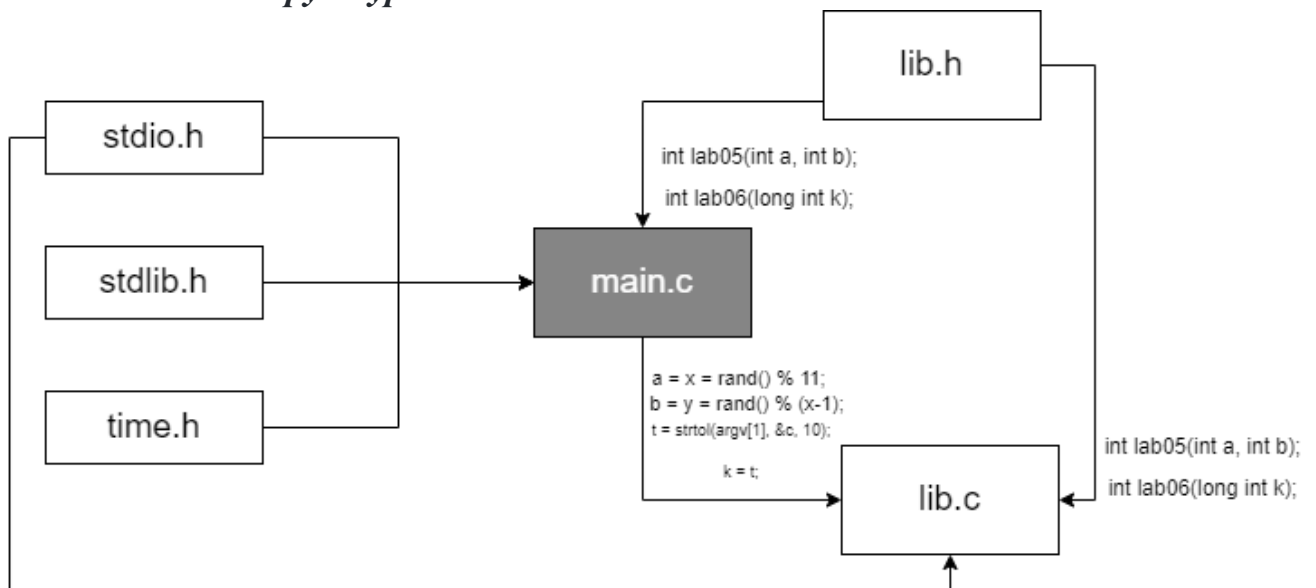 lib.h
stdio.h
int lab05(int a, int b);
int lab06(long int k);
stdlib.h
main.c
a = x = rand() % 11;
b = y = rand() % (x-1);
t = strtol(argv[1], &c, 10);
k = t;
time.h
int lab05(int a, int b);
int lab06(long int k);
lib.c